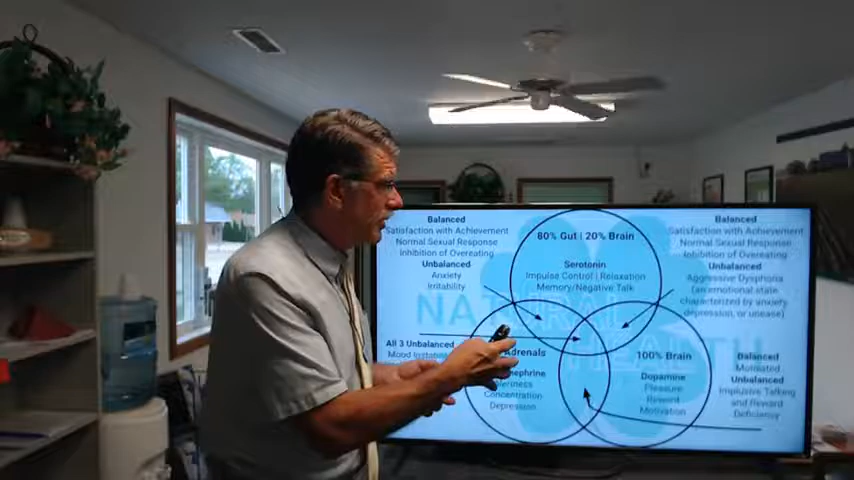 Balanced
Satisfaction with Achievement
Normal Sexual Response
Inhibition of Overeating
Unbalanced
Anxiety
Irritability
80% Gut | 20% Brain
Serotonin
Impulse Control | Relaxation
Memory/Negative Talk
Balanced
Satisfaction with Achievement
Normal Sexual Response
Inhibition of Overeating
Unbalanced
Aggressive Dysphoria
(an emotional state
characterized by anxiety
depression, or unease)
NATURAL
HEALTH
All 3 Unbalanced
Mood
Adrenals
Concentration
Depression
100% Brain
Dopamine
Pleasure
Reward
Motivation
Balanced
Motivated
Unbalanced
Impulsive Talking
and Reward
Deficiency